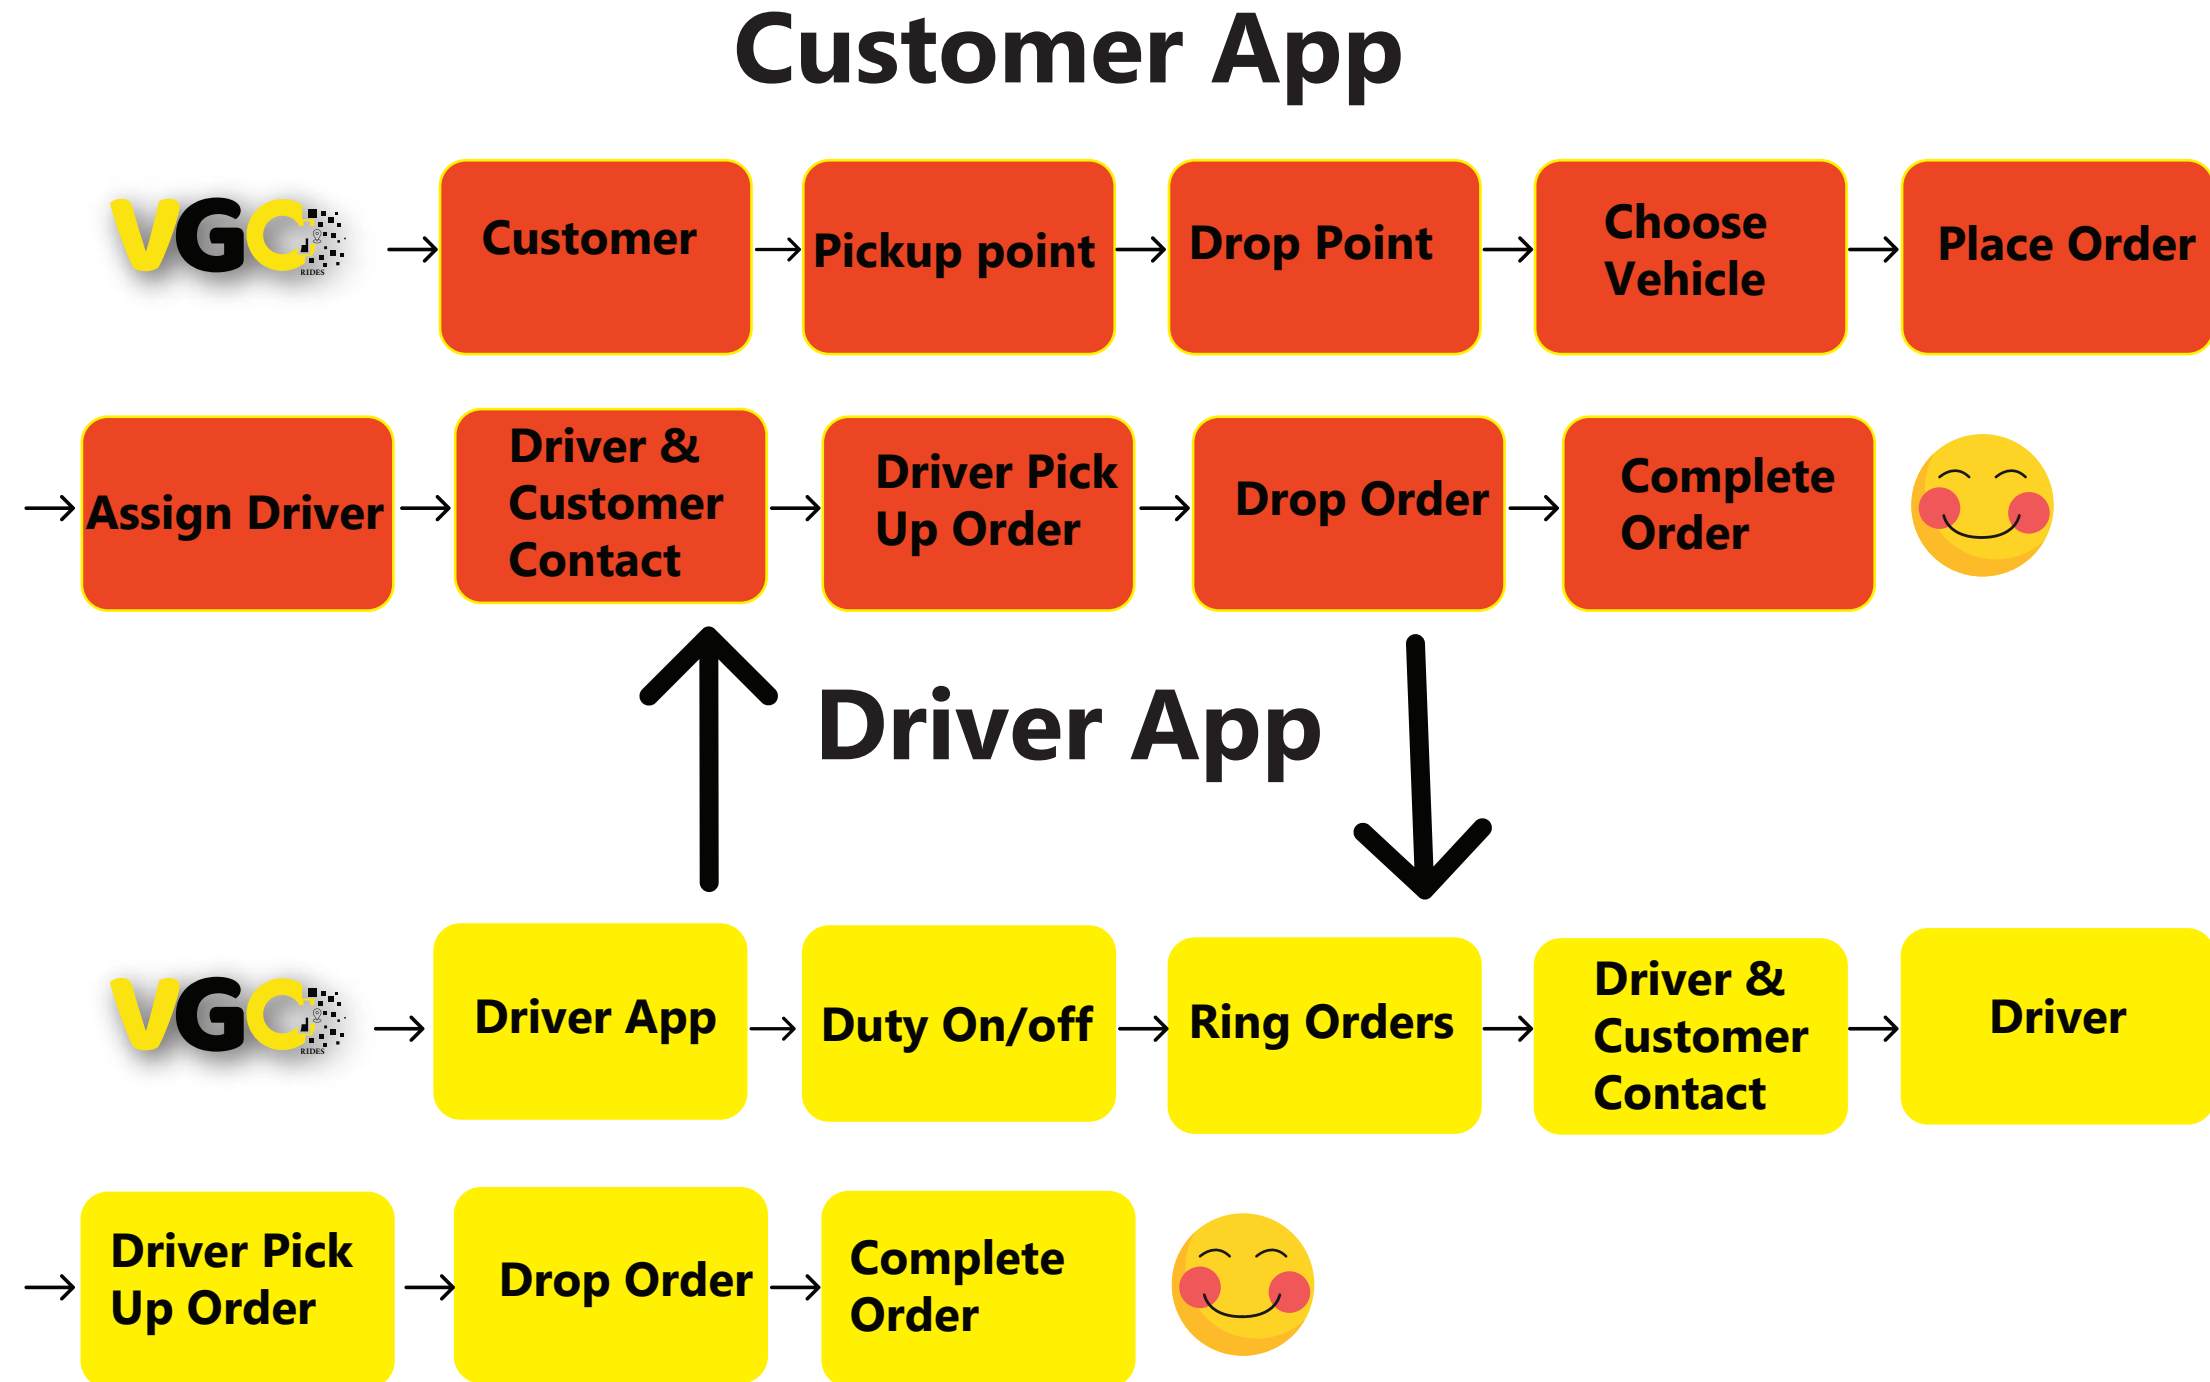 Customer App
VGC
RIDES
Customer
Pickup point
Drop Point
Choose
Vehicle
Place Order
Assign Driver
Driver &
Customer
Contact
Driver Pick
Up Order
Drop Order
Complete
Order
Driver App
VGC
RIDES
Driver App
Duty On/off
Ring Orders
Driver &
Customer
Contact
Driver
Driver Pick
Up Order
Drop Order
Complete
Order